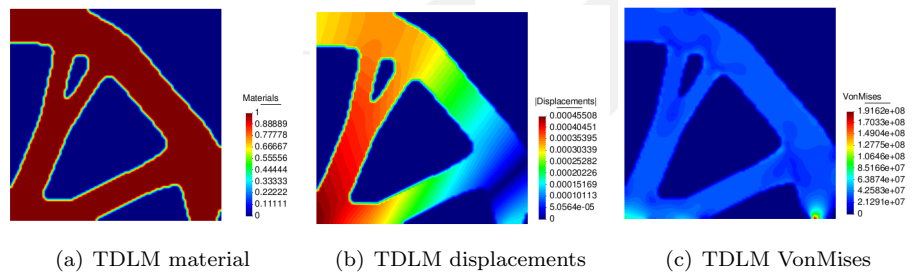 Materials
1
0.88889
0.77778
0.66667
0.55556
0.44444
0.33333
0.22222
0.11111
0
|Displacements|
0.00045508
0.00040451
0.00035395
0.00030339
0.00025282
0.00020226
0.00015169
0.00010113
5.0564e-05
0
VonMises
1.9162e+08
1.7033e+08
1.4904e+08
1.2775e+08
1.0646e+08
8.5166e+07
6.3874e+07
4.2583e+07
2.1291e+07
0
(a) TDLM material
(b) TDLM displacements
(c) TDLM VonMises